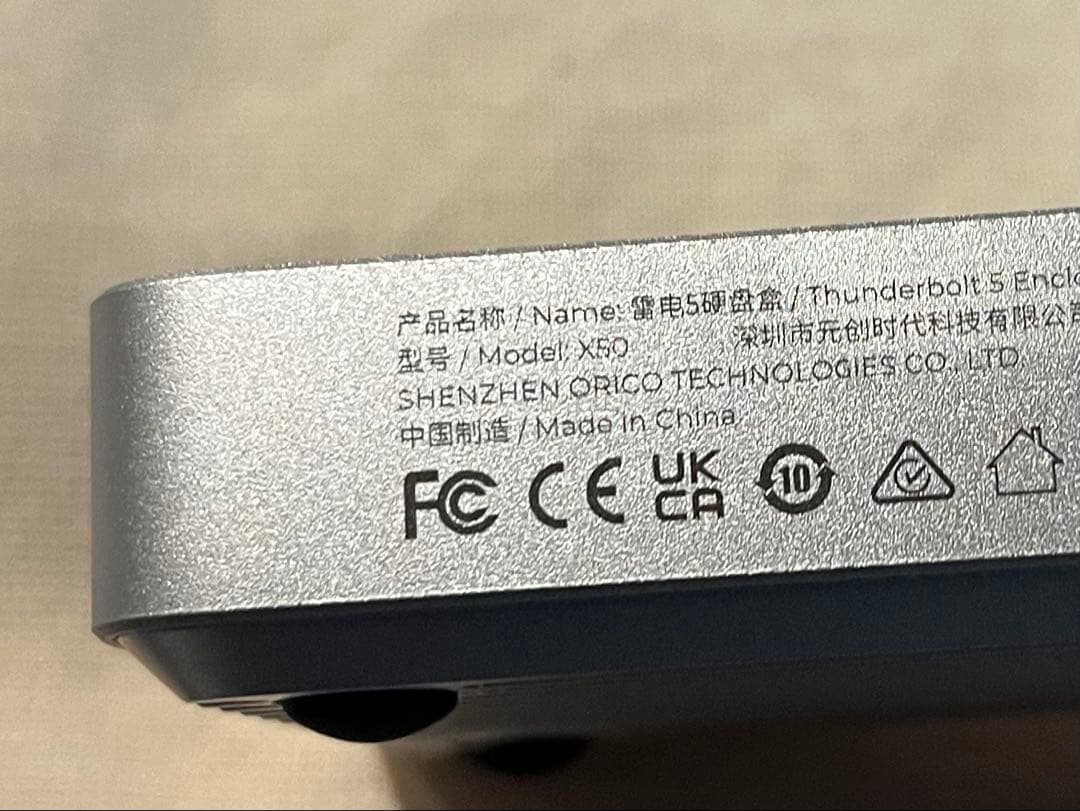 产品名称 / Name: 雷电5硬盘盒 / Thunderbolt 5
型号 / Model: X50 深圳市元创时代科技有限公
SHENZHEN ORICO TECHNOLOGIES CO., LTD.
中国制造 / Made in China
FC CE UKCA 10